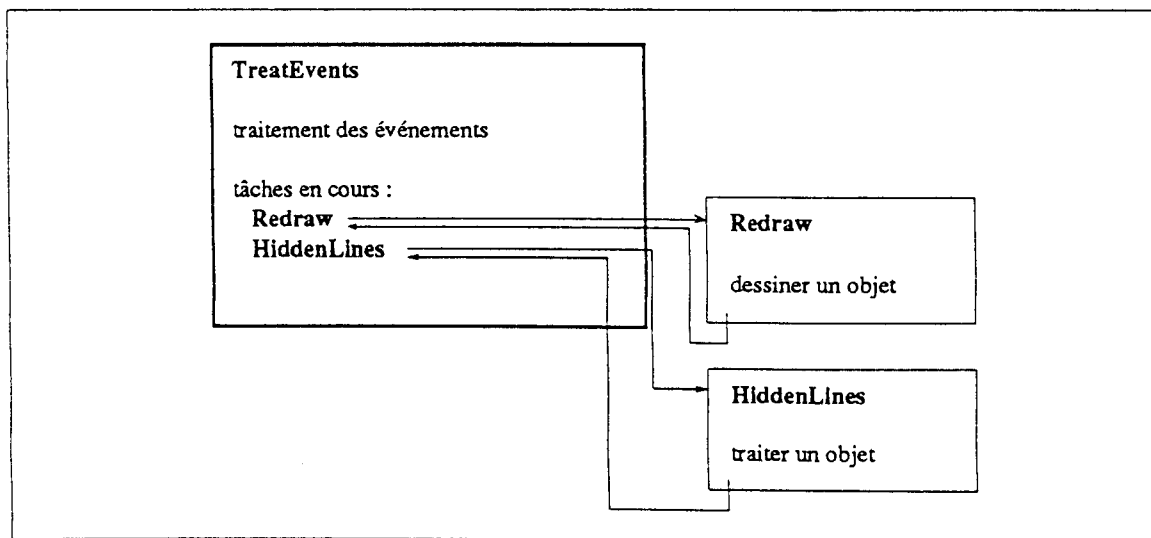 TreatEvents
traitement des événements
tâches en cours :
Redraw
HiddenLines
Redraw
dessiner un objet
HiddenLines
traiter un objet